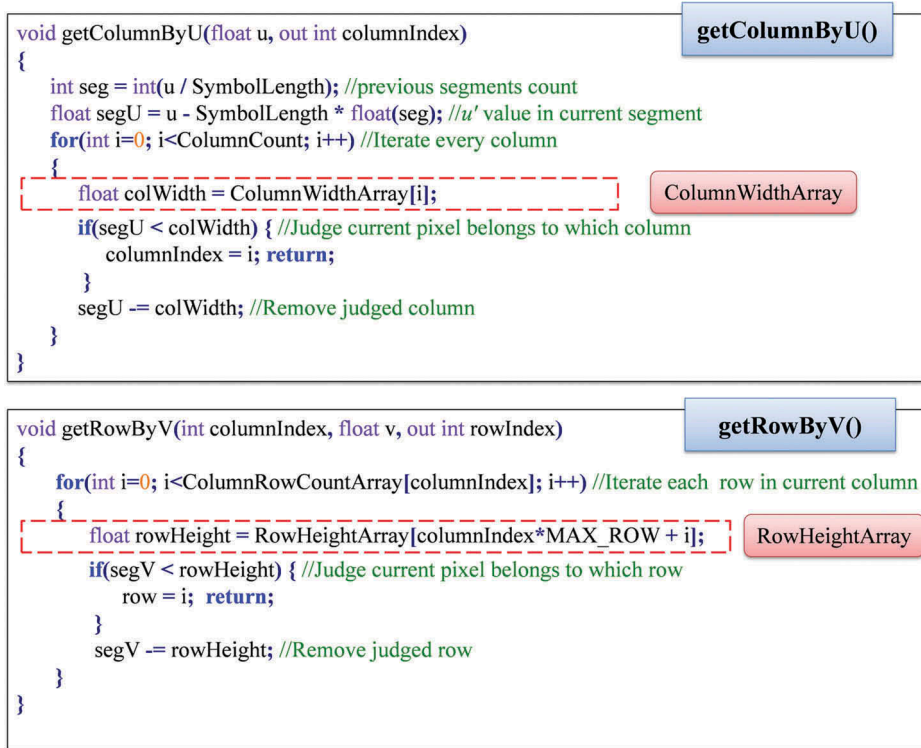 getColumnByU()
void getColumnByU(float u, out int columnIndex)
{
int seg = int(u / SymbolLength); //previous segments count
float segU = u - SymbolLength * float(seg); //u' value in current segment
for(int i=0; i<ColumnCount; i++) //Iterate every column
{
float colWidth = ColumnWidthArray[i];
ColumnWidthArray
if(segU < colWidth) { //Judge current pixel belongs to which column
columnIndex = i; return;
}
segU -= colWidth; //Remove judged column
}
}
getRowByV()
void getRowByV(int columnIndex, float v, out int rowIndex)
{
for(int i=0; i<ColumnRowCountArray[columnIndex]; i++) //Iterate each row in current column
{
float rowHeight = RowHeightArray[columnIndex*MAX_ROW + i];
RowHeightArray
if(segV < rowHeight) { //Judge current pixel belongs to which row
row = i; return;
}
segV -= rowHeight; //Remove judged row
}
}